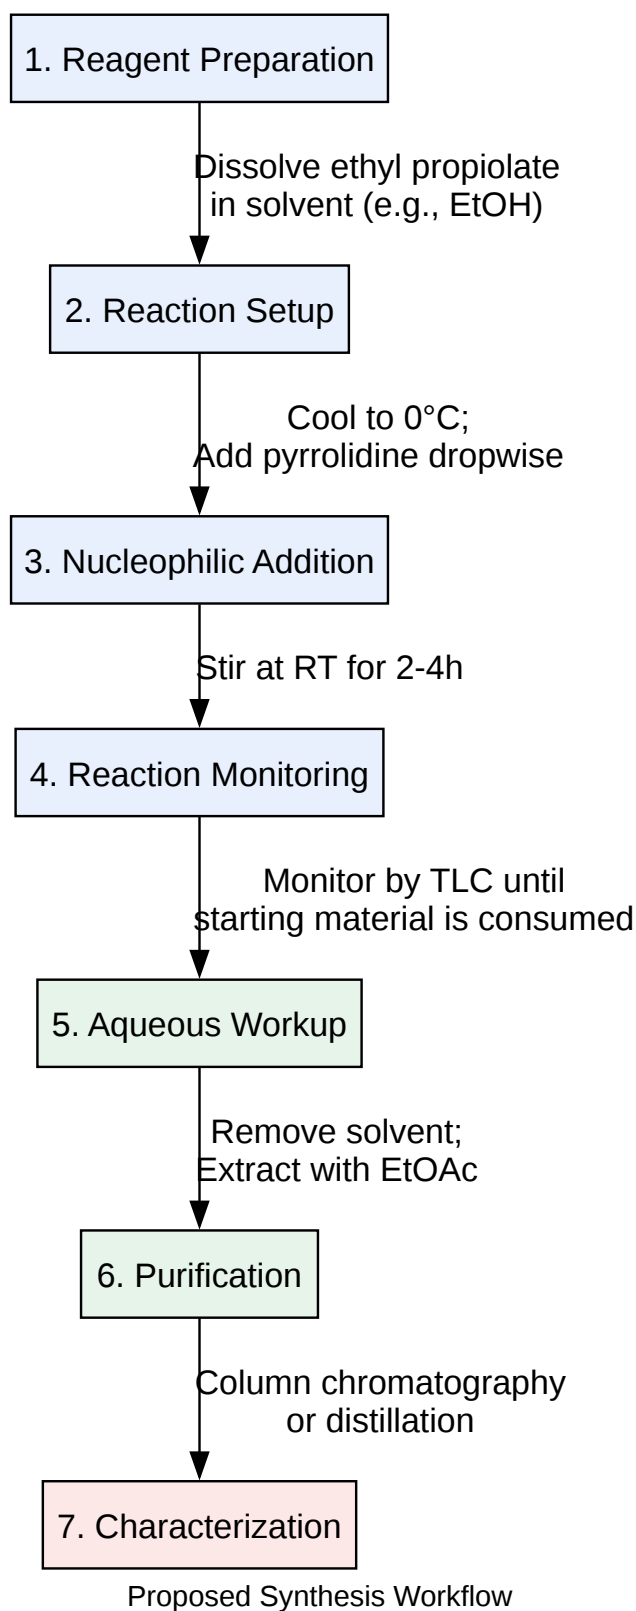 1. Reagent Preparation
Dissolve ethyl propiolate
in solvent (e.g., EtOH)
2. Reaction Setup
Cool to 0°C;
Add pyrrolidine dropwise
3. Nucleophilic Addition
Stir at RT for 2-4h
4. Reaction Monitoring
Monitor by TLC until
starting material is consumed
5. Aqueous Workup
Remove solvent;
Extract with EtOAc
6. Purification
Column chromatography
or distillation
7. Characterization
Proposed Synthesis Workflow